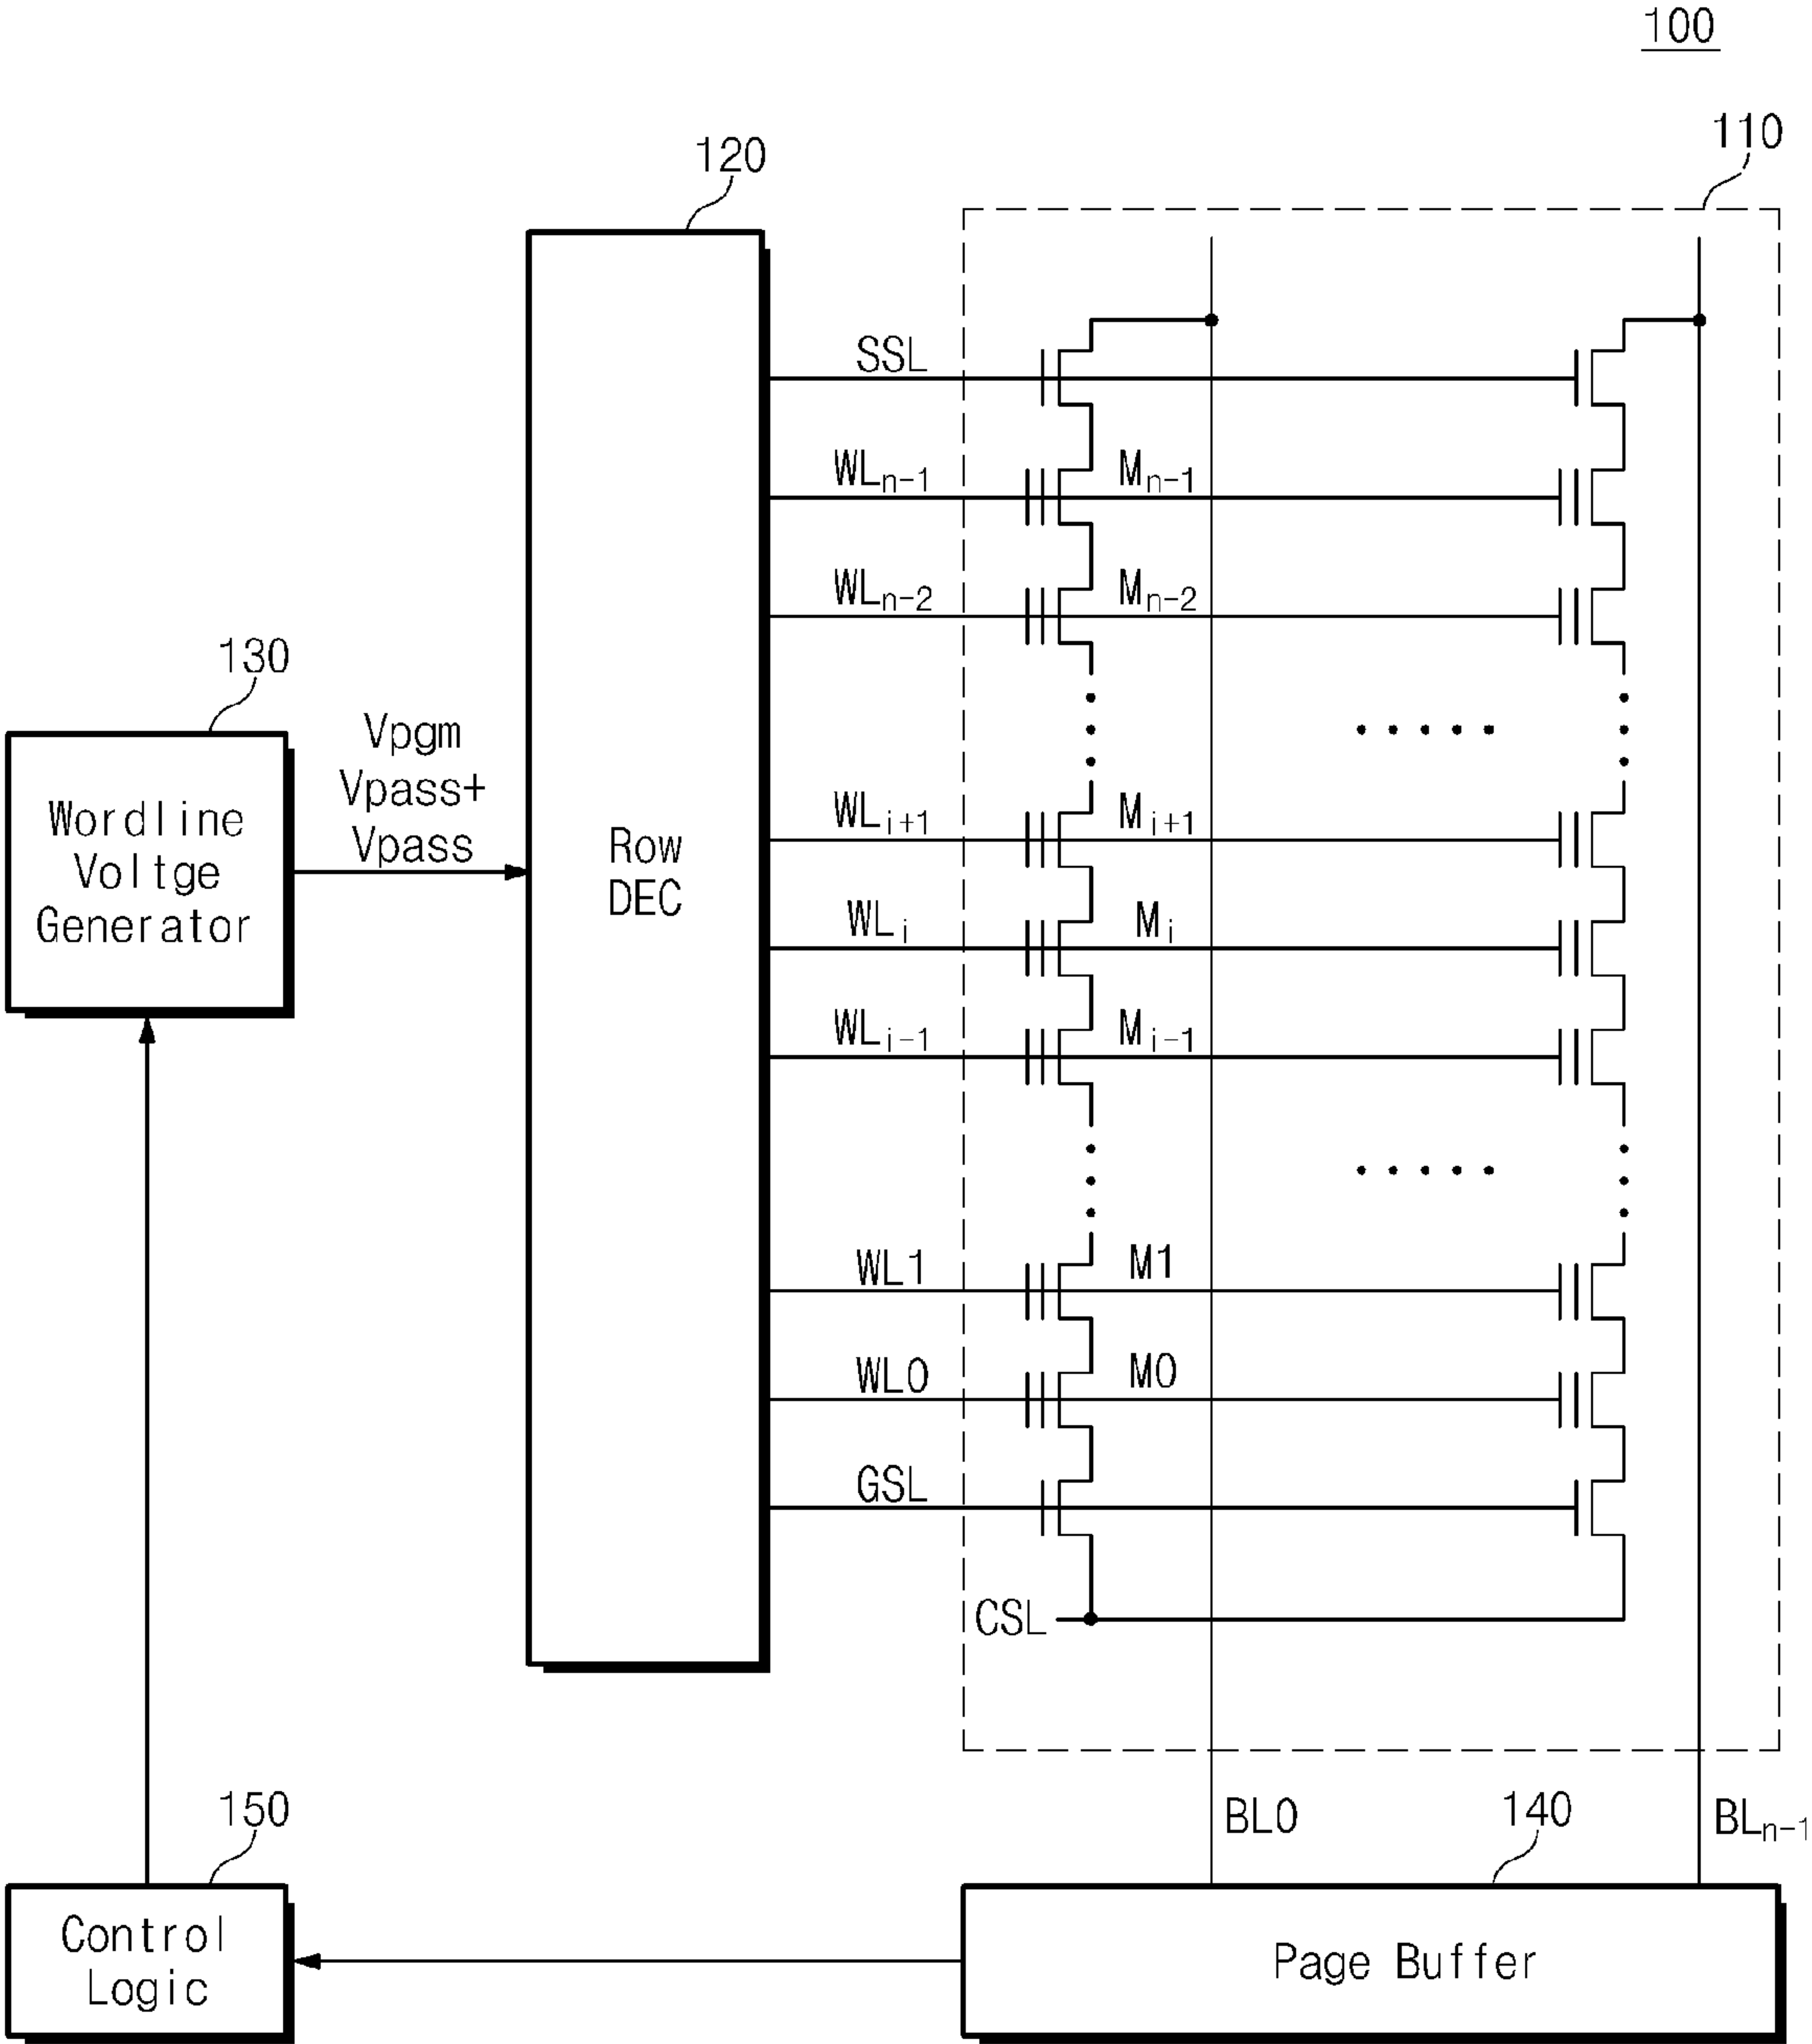 100
110
120
SSL
WLn-1 Mn-1
WLn-2 Mn-2
130
Vpgm
Vpass+
Vpass
Wordline
Voltge
Generator
Row
DEC
WLi+1 Mi+1
WLi Mi
WLi-1 Mi-1
WL1 M1
WL0 M0
GSL
CSL
150
BL0
140
BLn-1
Control
Logic
Page Buffer